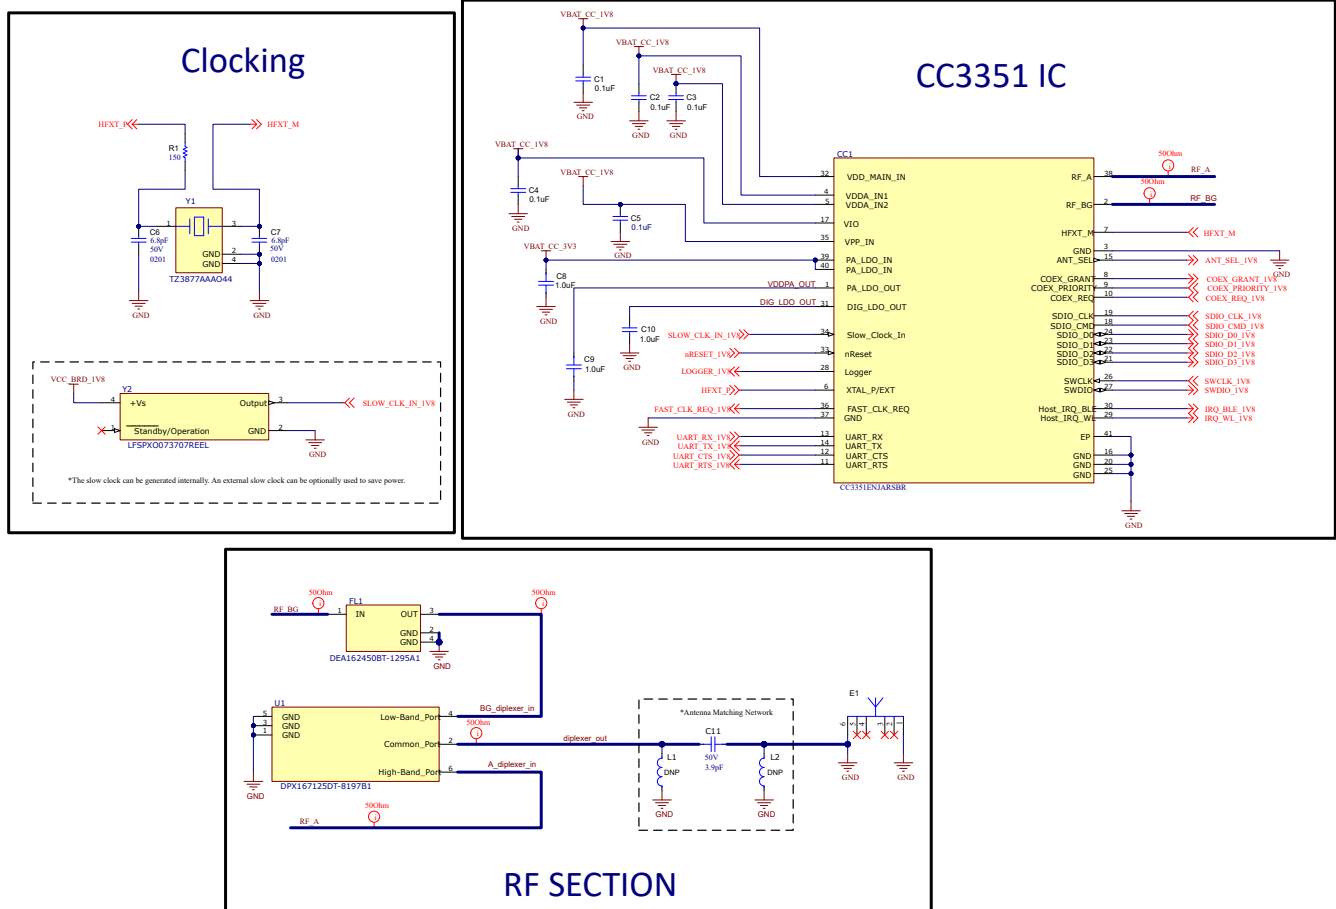 Clocking
HFXT_P
HFXT_M
R1
150
Y1
1
3
C6
6.8pF
50V
0201
GND
2
GND
4
C7
6.8pF
50V
0201
TZ3877AAAO44
GND
GND
VCC_BRD_1V8
Y2
4
+Vs
Output
3
SLOW_CLK_IN_1V8
1
Standby/Operation
GND
2
LFSPXO073707REEL
GND
*The slow clock can be generated internally. An external slow clock can be optionally used to save power.
CC3351 IC
VBAT_CC_1V8
VBAT_CC_1V8
VBAT_CC_1V8
C1
0.1uF
GND
C2
0.1uF
GND
C3
0.1uF
GND
VBAT_CC_1V8
C4
0.1uF
GND
VBAT_CC_1V8
C5
0.1uF
GND
VBAT_CC_3V3
C8
1.0uF
GND
VDDPA_OUT
DIG_LDO_OUT
C10
1.0uF
GND
C9
1.0uF
GND
SLOW_CLK_IN_1V8
nRESET_1V8
LOGGER_1V8
HFXT_P
FAST_CLK_REQ_1V8
GND
UART_RX_1V8
UART_TX_1V8
UART_CTS_1V8
UART_RTS_1V8
CC1
32 VDD_MAIN_IN
4 VDDA_IN1
5 VDDA_IN2
17 VIO
35 VPP_IN
39 PA_LDO_IN
40 PA_LDO_IN
1 PA_LDO_OUT
31 DIG_LDO_OUT
34 Slow_Clock_In
33 nReset
28 Logger
6 XTAL_P/EXT
36 FAST_CLK_REQ
37 GND
13 UART_RX
14 UART_TX
12 UART_CTS
11 UART_RTS
CC3351ENJARSBR
50Ohm
RF_A 38 RF_A
50Ohm
RF_BG 2 RF_BG
HFXT_M 7 HFXT_M
GND 3
GND
ANT_SEL 15 ANT_SEL_1V8
COEX_GRANT 8 COEX_GRANT_1V8
COEX_PRIORITY 9 COEX_PRIORITY_1V8
COEX_REQ 10 COEX_REQ_1V8
SDIO_CLK 19 SDIO_CLK_1V8
SDIO_CMD 18 SDIO_CMD_1V8
SDIO_D0 24 SDIO_D0_1V8
SDIO_D1 23 SDIO_D1_1V8
SDIO_D2 22 SDIO_D2_1V8
SDIO_D3 21 SDIO_D3_1V8
SWCLK 26 SWCLK_1V8
SWDIO 27 SWDIO_1V8
Host_IRQ_BLE 30 IRQ_BLE_1V8
Host_IRQ_WL 29 IRQ_WL_1V8
EP 41
GND 16
GND 20
GND 25
GND
50Ohm
RF_BG
FL1
1 IN OUT 3
GND 2
GND 4
DEA162450BT-1295A1
GND
50Ohm
U1
5 GND
3 GND
1 GND
GND
Low-Band_Port 4 BG_diplexer_in
50Ohm
Common_Port 2 diplexer_out
High-Band_Port 6 A_diplexer_in
DPX167125DT-8197B1
50Ohm
RF_A
*Antenna Matching Network
C11
50V
3.9pF
L1
DNP
GND
L2
DNP
GND
E1
6 5 4 3 2 1
GND
GND
RF SECTION